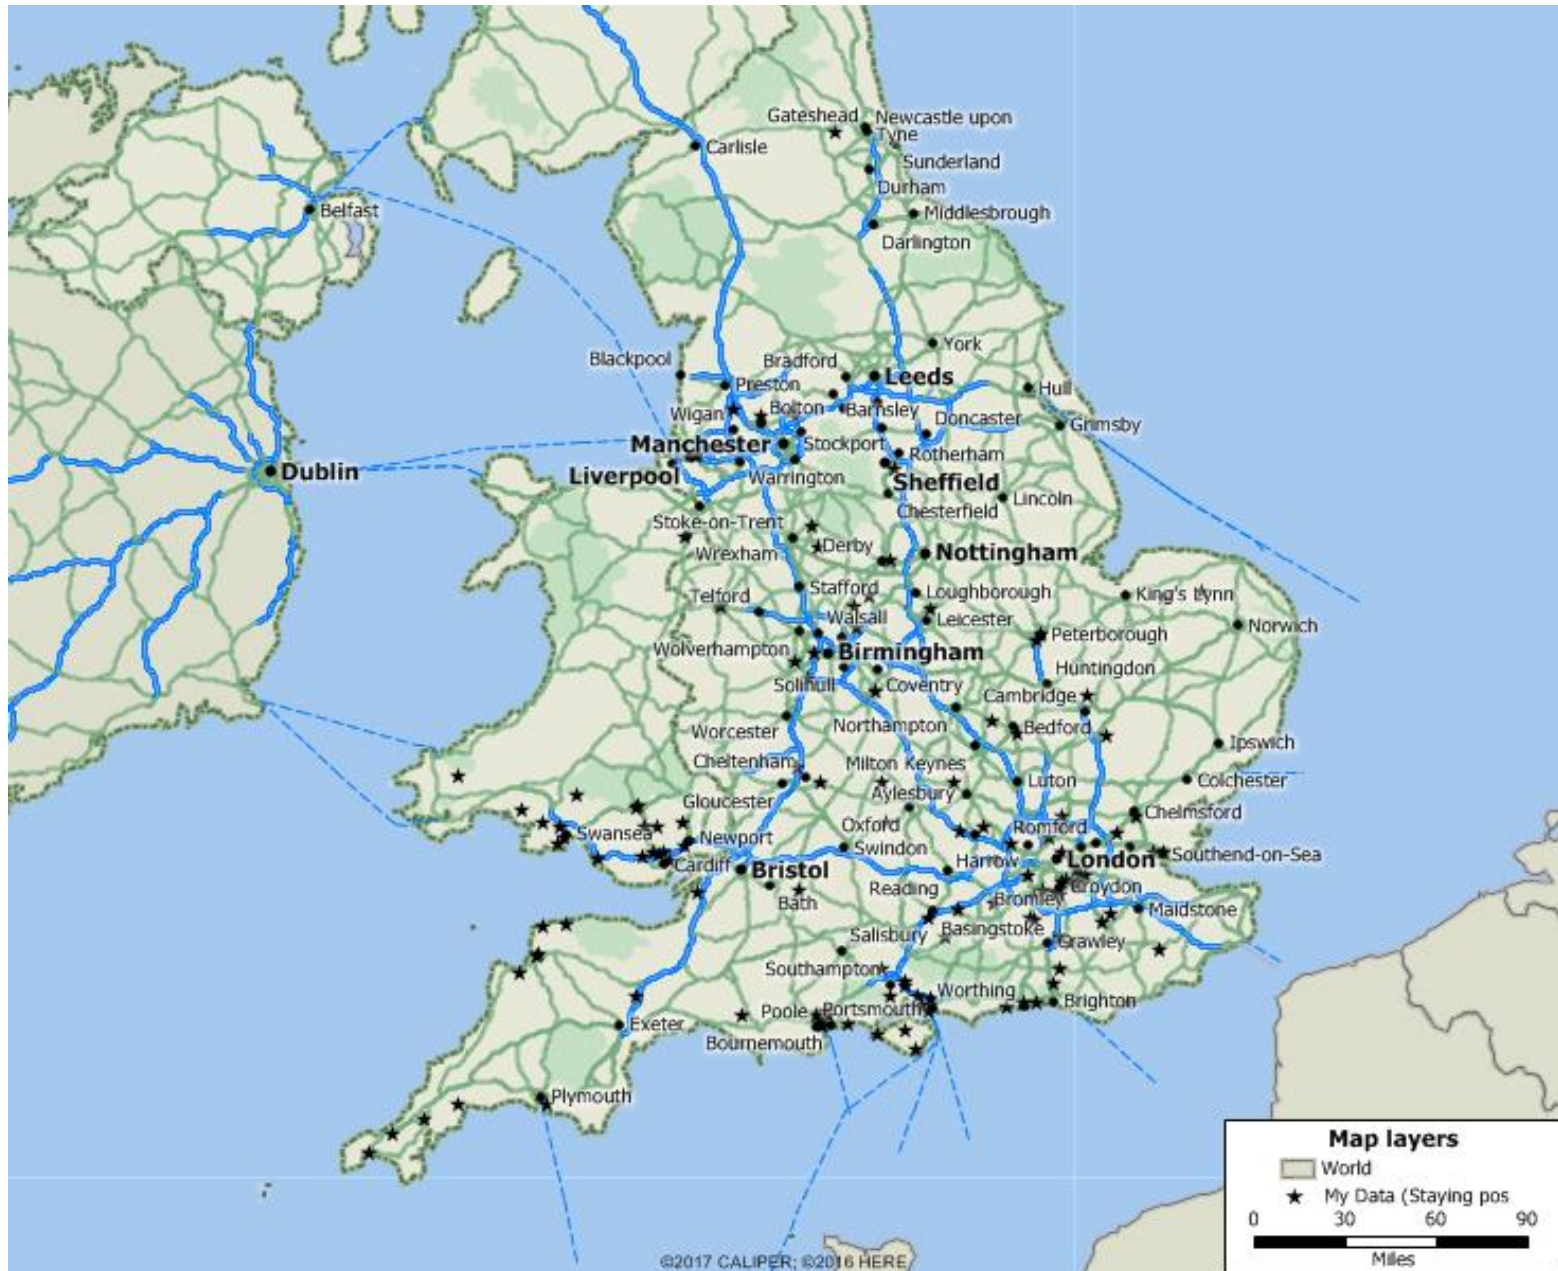 Gateshead
Newcastle upon
Tyne
Carlisle
Sunderland
Durham
Belfast
Middlesbrough
Darlington
York
Blackpool
Bradford
Leeds
Preston
Hull
Wigan
Bolton
Barnsley
Doncaster
Grimsby
Manchester
Stockport
Rotherham
Dublin
Liverpool
Warrington
Sheffield
Lincoln
Chesterfield
Stoke-on-Trent
Wrexham
Derby
Nottingham
Telford
Stafford
Loughborough
King's Lynn
Walsall
Leicester
Norwich
Peterborough
Wolverhampton
Birmingham
Huntingdon
Solihull
Coventry
Cambridge
Worcester
Northampton
Bedford
Ipswich
Cheltenham
Milton Keynes
Luton
Colchester
Gloucester
Aylesbury
Chelmsford
Swansea
Newport
Oxford
Romford
Swindon
Harrow
London
Southend-on-Sea
Cardiff
Bristol
Reading
Croydon
Bath
Bromley
Maidstone
Salisbury
Basingstoke
Crawley
Southampton
Worthing
Brighton
Exeter
Poole
Portsmouth
Bournemouth
Plymouth
Map layers
World
My Data (Staying pos
0 30 60 90
Miles
©2017 CALIPER; ©2016 HERE